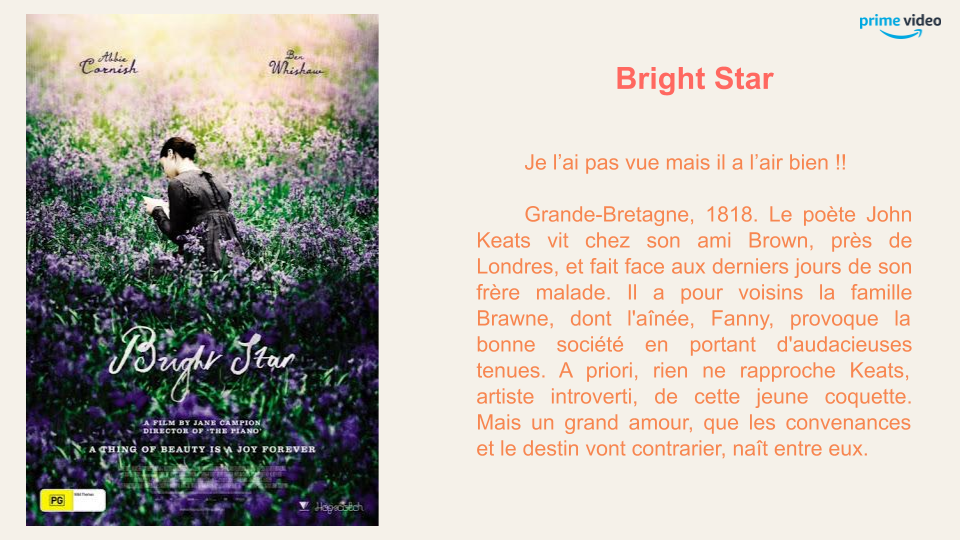 prime video
Abbie
Cornish
Ben
Whishaw
Bright Star
A FILM BY JANE CAMPION
DIRECTOR OF 'THE PIANO'
A THING OF BEAUTY IS A JOY FOREVER
PG
Bright Star
Je l’ai pas vue mais il a l’air bien !!
Grande-Bretagne, 1818. Le poète John
Keats vit chez son ami Brown, près de
Londres, et fait face aux derniers jours de son
frère malade. Il a pour voisins la famille
Brawne, dont l'aînée, Fanny, provoque la
bonne société en portant d'audacieuses
tenues. A priori, rien ne rapproche Keats,
artiste introverti, de cette jeune coquette.
Mais un grand amour, que les convenances
et le destin vont contrarier, naît entre eux.